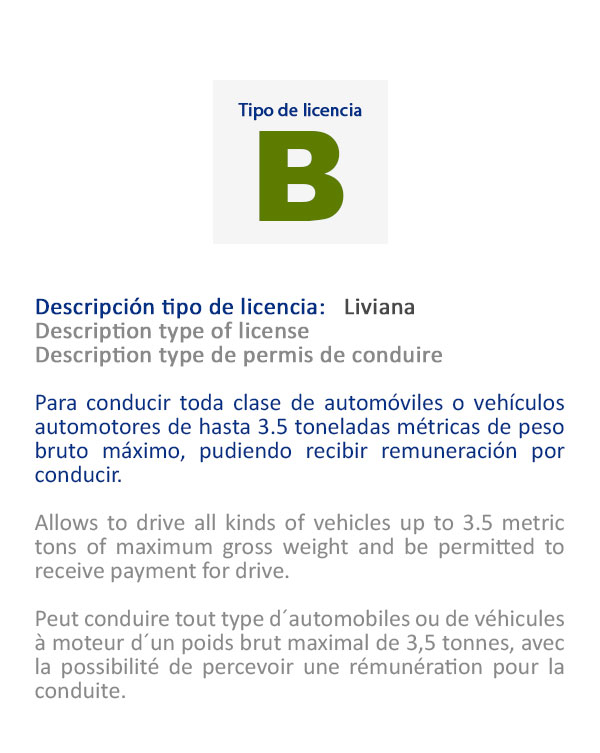 Tipo de licencia
B
Descripción tipo de licencia: Liviana
Description type of license
Description type de permis de conduire
Para conducir toda clase de automóviles o vehículos
automotores de hasta 3.5 toneladas métricas de peso
bruto máximo, pudiendo recibir remuneración por
conducir.
Allows to drive all kinds of vehicles up to 3.5 metric
tons of maximum gross weight and be permitted to
receive payment for drive.
Peut conduire tout type d´automobiles ou de véhicules
à moteur d´un poids brut maximal de 3,5 tonnes, avec
la possibilité de percevoir une rémunération pour la
conduite.